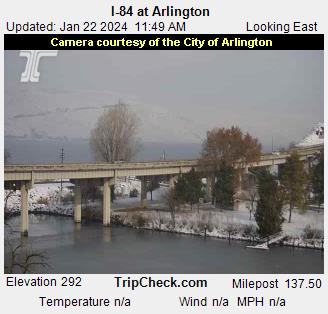 I-84 at Arlington
Updated: Jan 22 2024 11:49 AM Looking East
Camera courtesy of the City of Arlington
Elevation 292 TripCheck.com Milepost 137.50
Temperature n/a Wind n/a MPH n/a